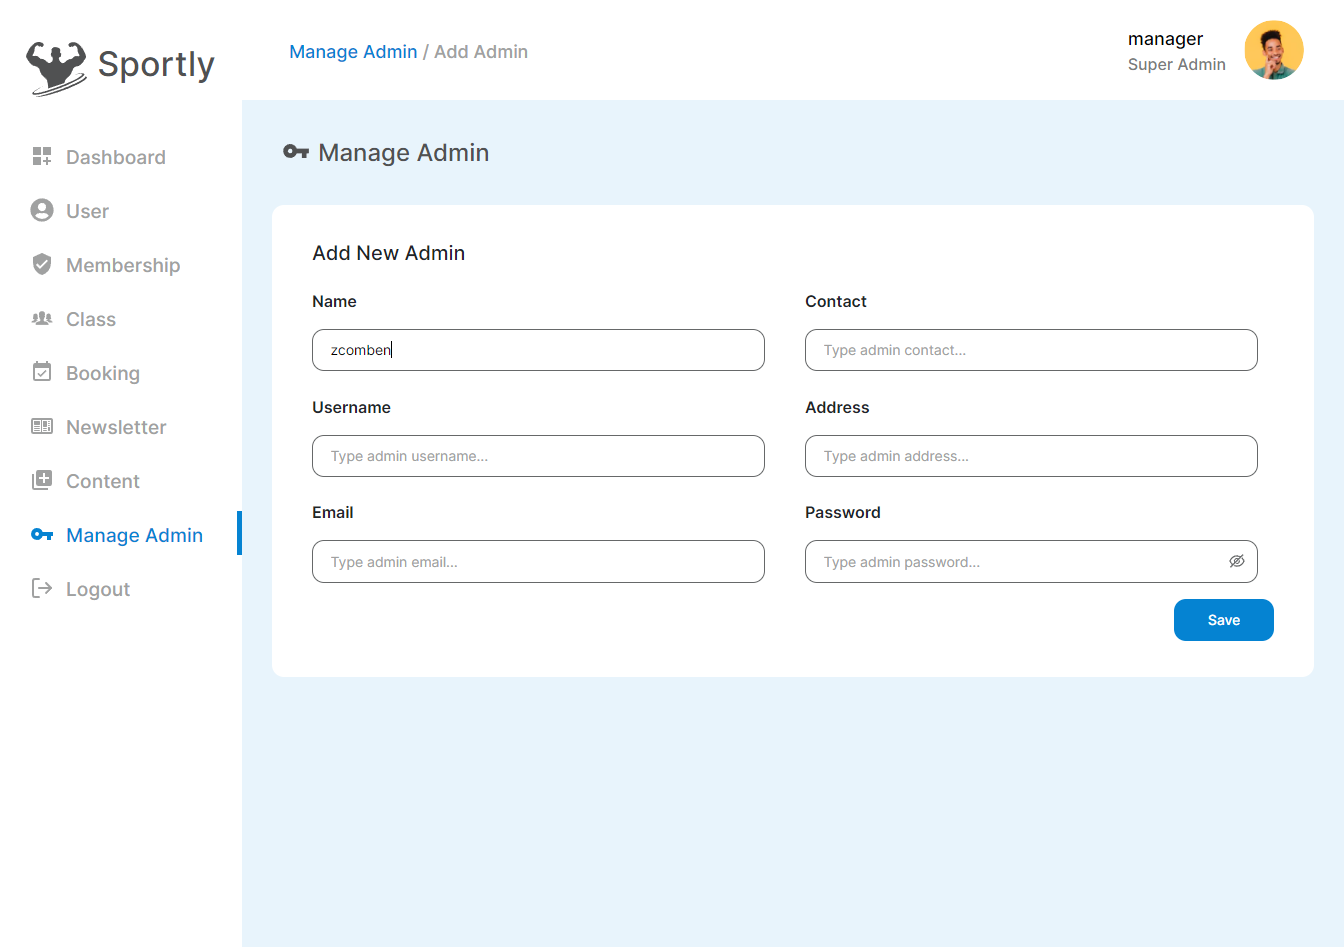 Sportly
Manage Admin / Add Admin
manager
Super Admin
Dashboard
User
Membership
Class
Booking
Newsletter
Content
Manage Admin
Logout
Manage Admin
Add New Admin
Name
Contact
zcomben
Type admin contact...
Username
Address
Type admin username...
Type admin address...
Email
Password
Type admin email...
Type admin password...
Save